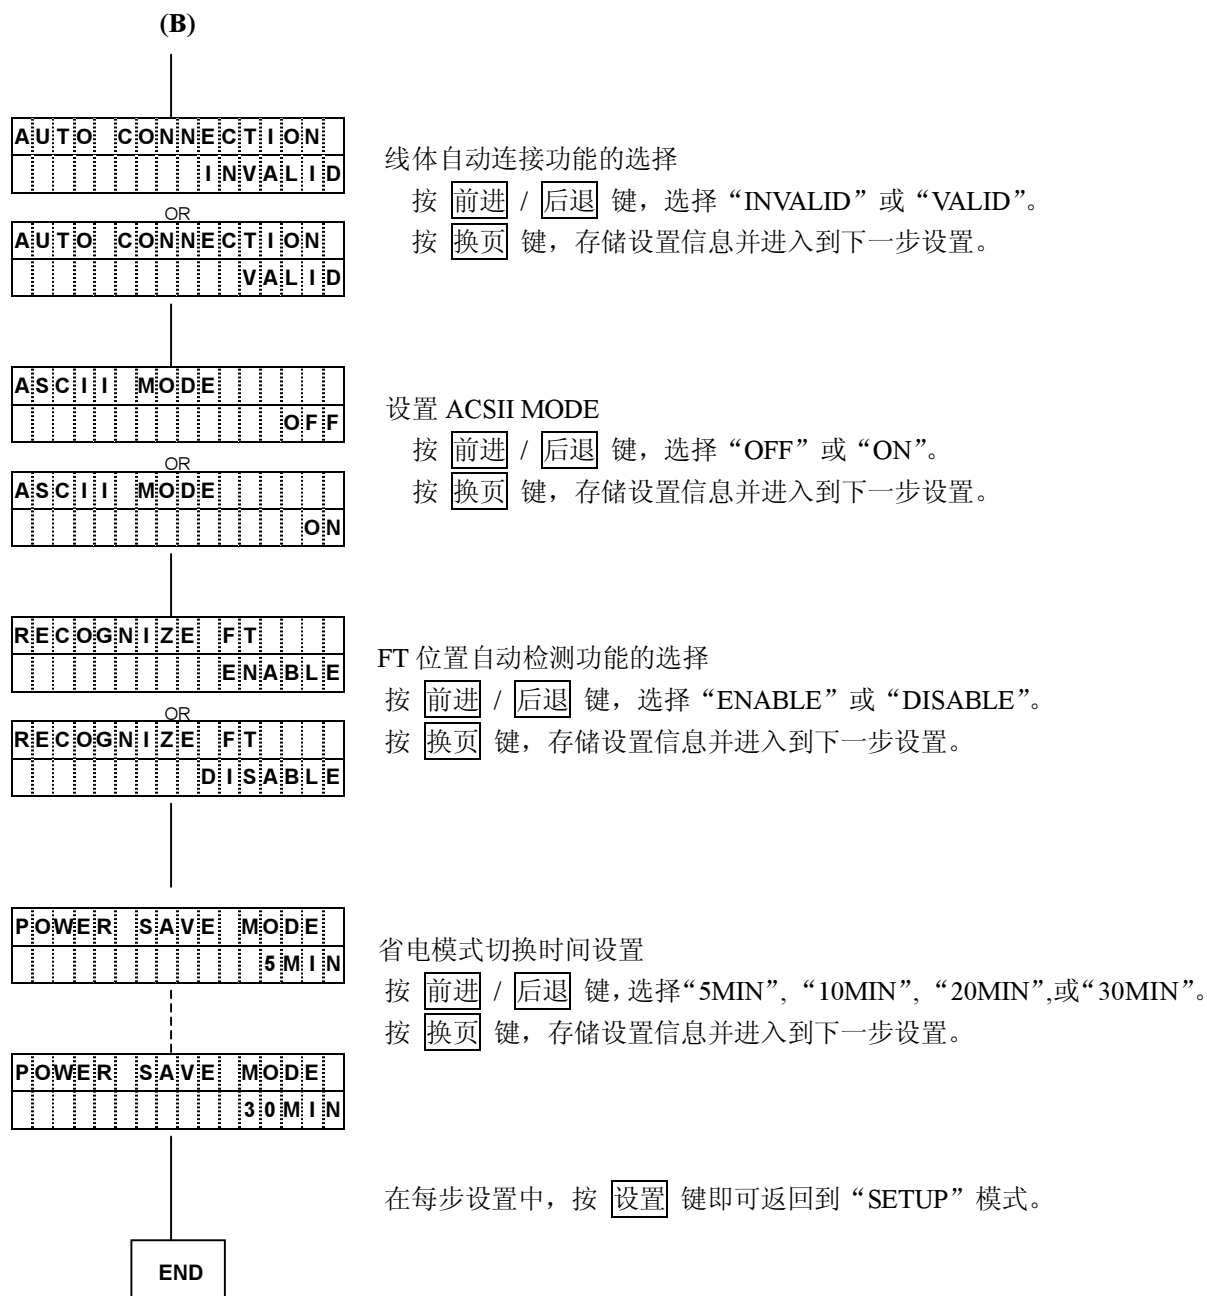 (B)
AUTO CONNECTION
INVALID
OR
AUTO CONNECTION
VALID
线体自动连接功能的选择
按 前进 / 后退 键，选择“INVALID”或“VALID”。
按 换页 键，存储设置信息并进入到下一步设置。
ASCII MODE
OFF
OR
ASCII MODE
ON
设置 ACSII MODE
按 前进 / 后退 键，选择“OFF”或“ON”。
按 换页 键，存储设置信息并进入到下一步设置。
RECOGNIZE FT
ENABLE
OR
RECOGNIZE FT
DISABLE
FT 位置自动检测功能的选择
按 前进 / 后退 键，选择“ENABLE”或“DISABLE”。
按 换页 键，存储设置信息并进入到下一步设置。
POWER SAVE MODE
5MIN
POWER SAVE MODE
30MIN
省电模式切换时间设置
按 前进 / 后退 键，选择“5MIN”, “10MIN”, “20MIN”,或“30MIN”。
按 换页 键，存储设置信息并进入到下一步设置。
在每步设置中，按 设置 键即可返回到“SETUP”模式。
END